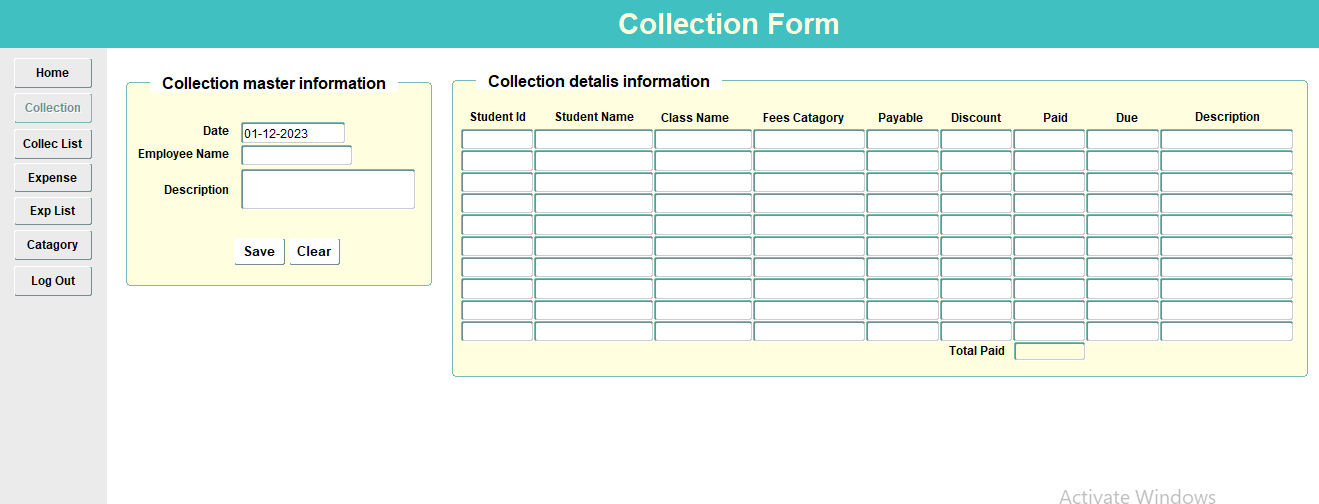 Collection Form
Home
Collection
Collec List
Expense
Exp List
Catagory
Log Out
Collection master information
Date 01-12-2023
Employee Name
Description
Save Clear
Collection detalis information
Student Id Student Name Class Name Fees Catagory Payable Discount Paid Due Description
Total Paid
Activate Windows